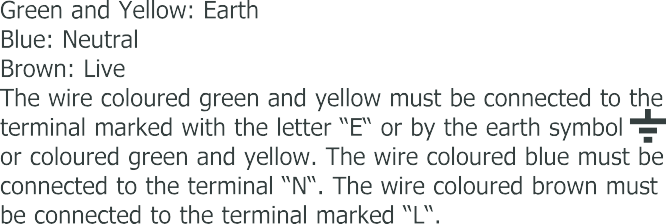 Green and Yellow: Earth
Blue: Neutral
Brown: Live
The wire coloured green and yellow must be connected to the
terminal marked with the letter “E“ or by the earth symbol ⏚
or coloured green and yellow. The wire coloured blue must be
connected to the terminal “N“. The wire coloured brown must
be connected to the terminal marked “L“.